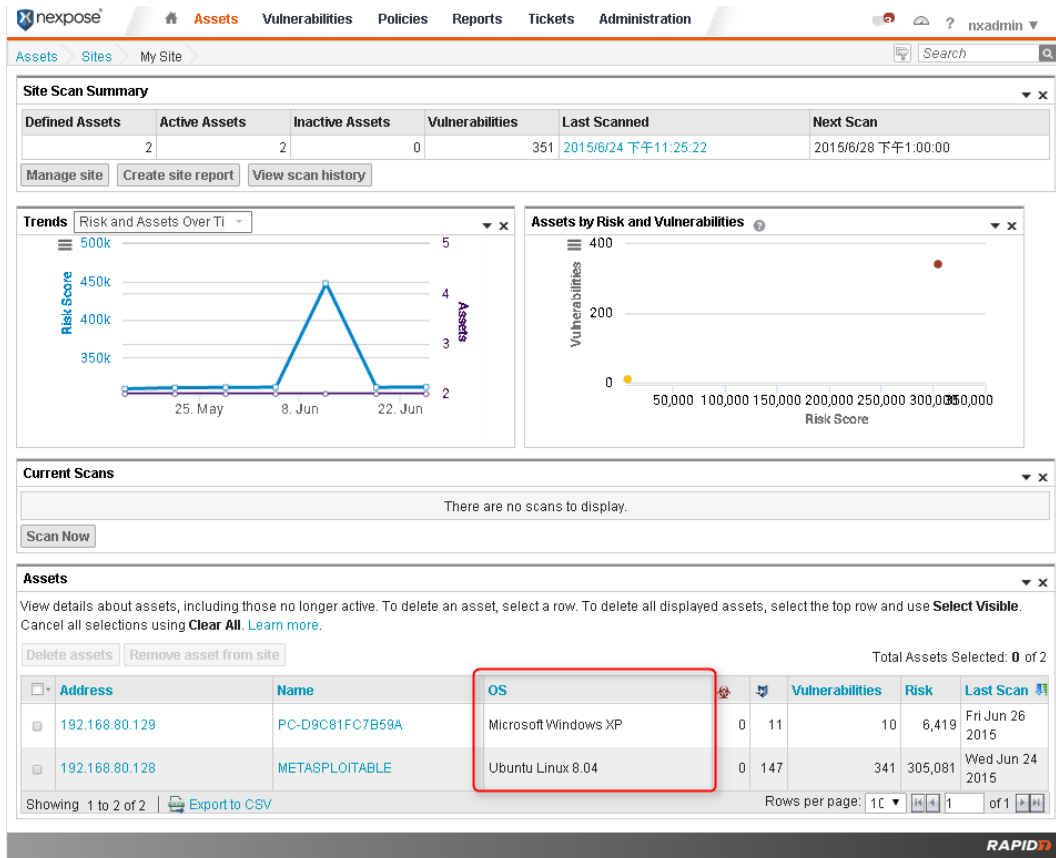 nexpose® Assets Vulnerabilities Policies Reports Tickets Administration ? nxadmin ▼
Assets Sites My Site Search
Site Scan Summary
Defined Assets Active Assets Inactive Assets Vulnerabilities Last Scanned Next Scan
2 2 0 351 2015/6/24 下午11:25:22 2015/6/28 下午1:00:00
Manage site Create site report View scan history
Trends Risk and Assets Over Ti
Risk Score
500k
450k
400k
350k
5
4
3
2
Assets
25. May 8. Jun 22. Jun
Assets by Risk and Vulnerabilities ?
Vulnerabilities
400
200
0
50,000 100,000 150,000 200,000 250,000 300,000 350,000
Risk Score
Current Scans
There are no scans to display.
Scan Now
Assets
View details about assets, including those no longer active. To delete an asset, select a row. To delete all displayed assets, select the top row and use Select Visible.
Cancel all selections using Clear All. Learn more.
Delete assets Remove asset from site Total Assets Selected: 0 of 2
Address Name OS Vulnerabilities Risk Last Scan
192.168.80.129 PC-D9C81FC7B59A Microsoft Windows XP 0 11 10 6,419 Fri Jun 26
2015
192.168.80.128 METASPLOITABLE Ubuntu Linux 8.04 0 147 341 305,081 Wed Jun 24
2015
Showing 1 to 2 of 2 Export to CSV Rows per page: 1 of 1
RAPID7